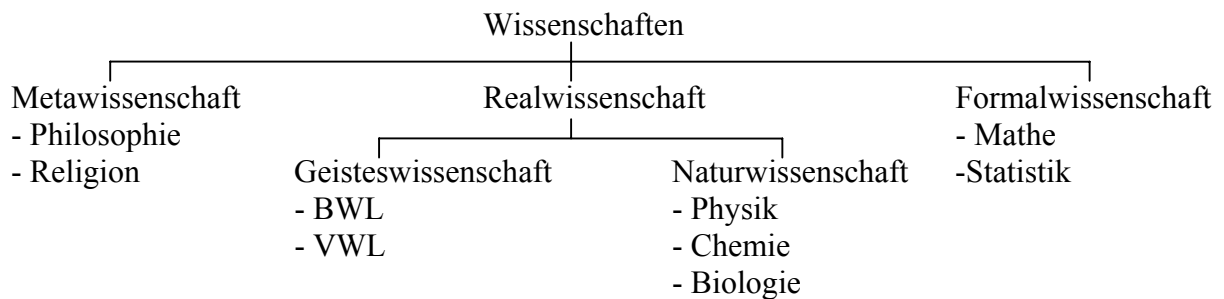 Wissenschaften
Metawissenschaft
- Philosophie
- Religion
Realwissenschaft
Geisteswissenschaft
- BWL
- VWL
Naturwissenschaft
- Physik
- Chemie
- Biologie
Formalwissenschaft
- Mathe
-Statistik